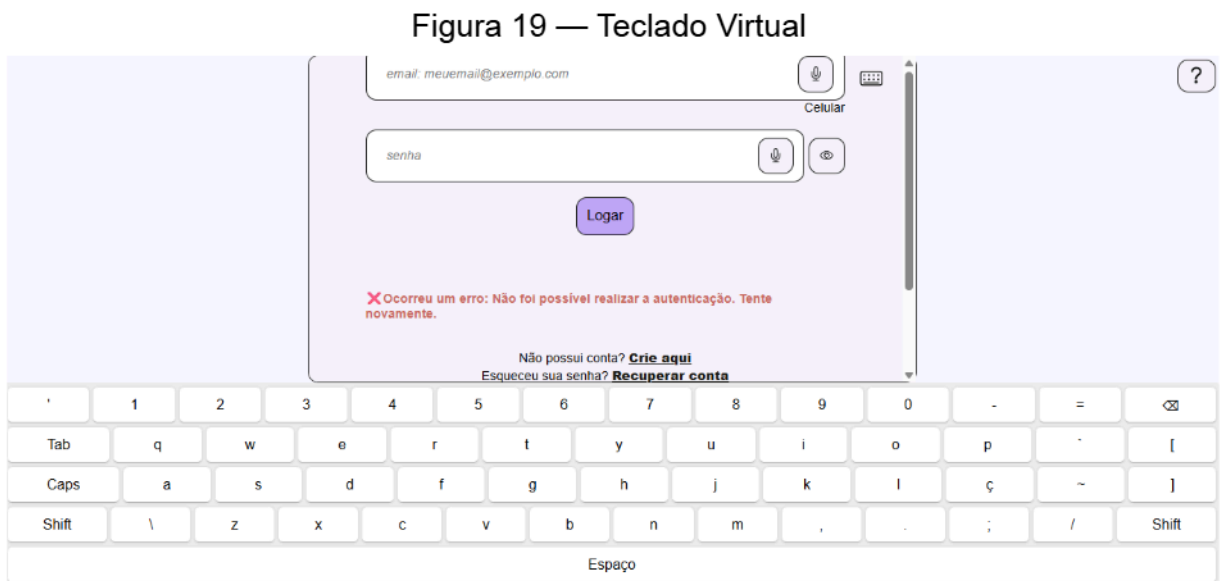 Figura 19 — Teclado Virtual
email: meuemail@exemplo.com
?
Celular
senha
Logar
❌Ocorreu um erro: Não foi possível realizar a autenticação. Tente
novamente.
Não possui conta? Crie aqui
Esqueceu sua senha? Recuperar conta
' 1 2 3 4 5 6 7 8 9 0 - = ⌫
Tab q w e r t y u i o p ´ [
Caps a s d f g h j k l ç ~ ]
Shift \ z x c v b n m , . ; / Shift
Espaço